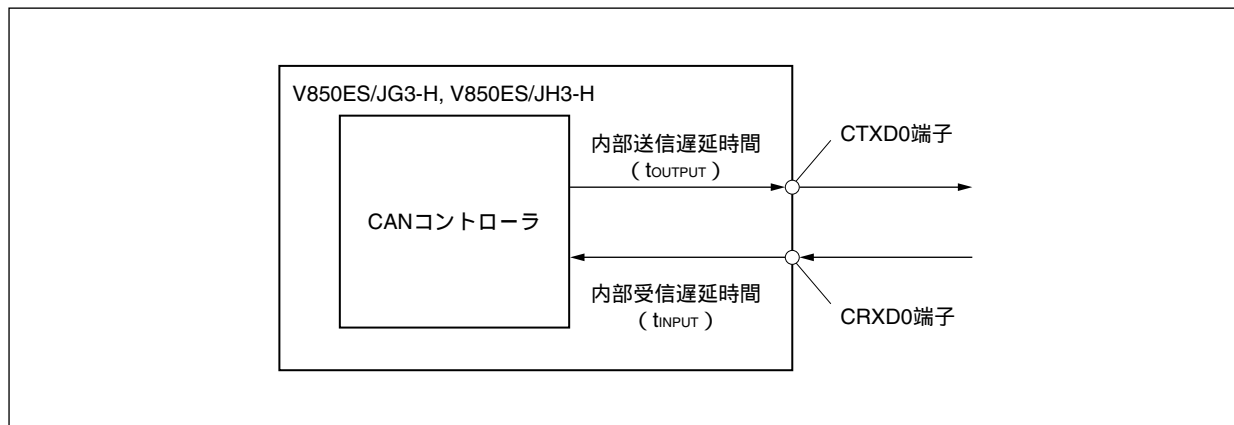 V850ES/JG3-H, V850ES/JH3-H
内部送信遅延時間
（tOUTPUT）
CTXD0端子
CANコントローラ
内部受信遅延時間
（tINPUT）
CRXD0端子